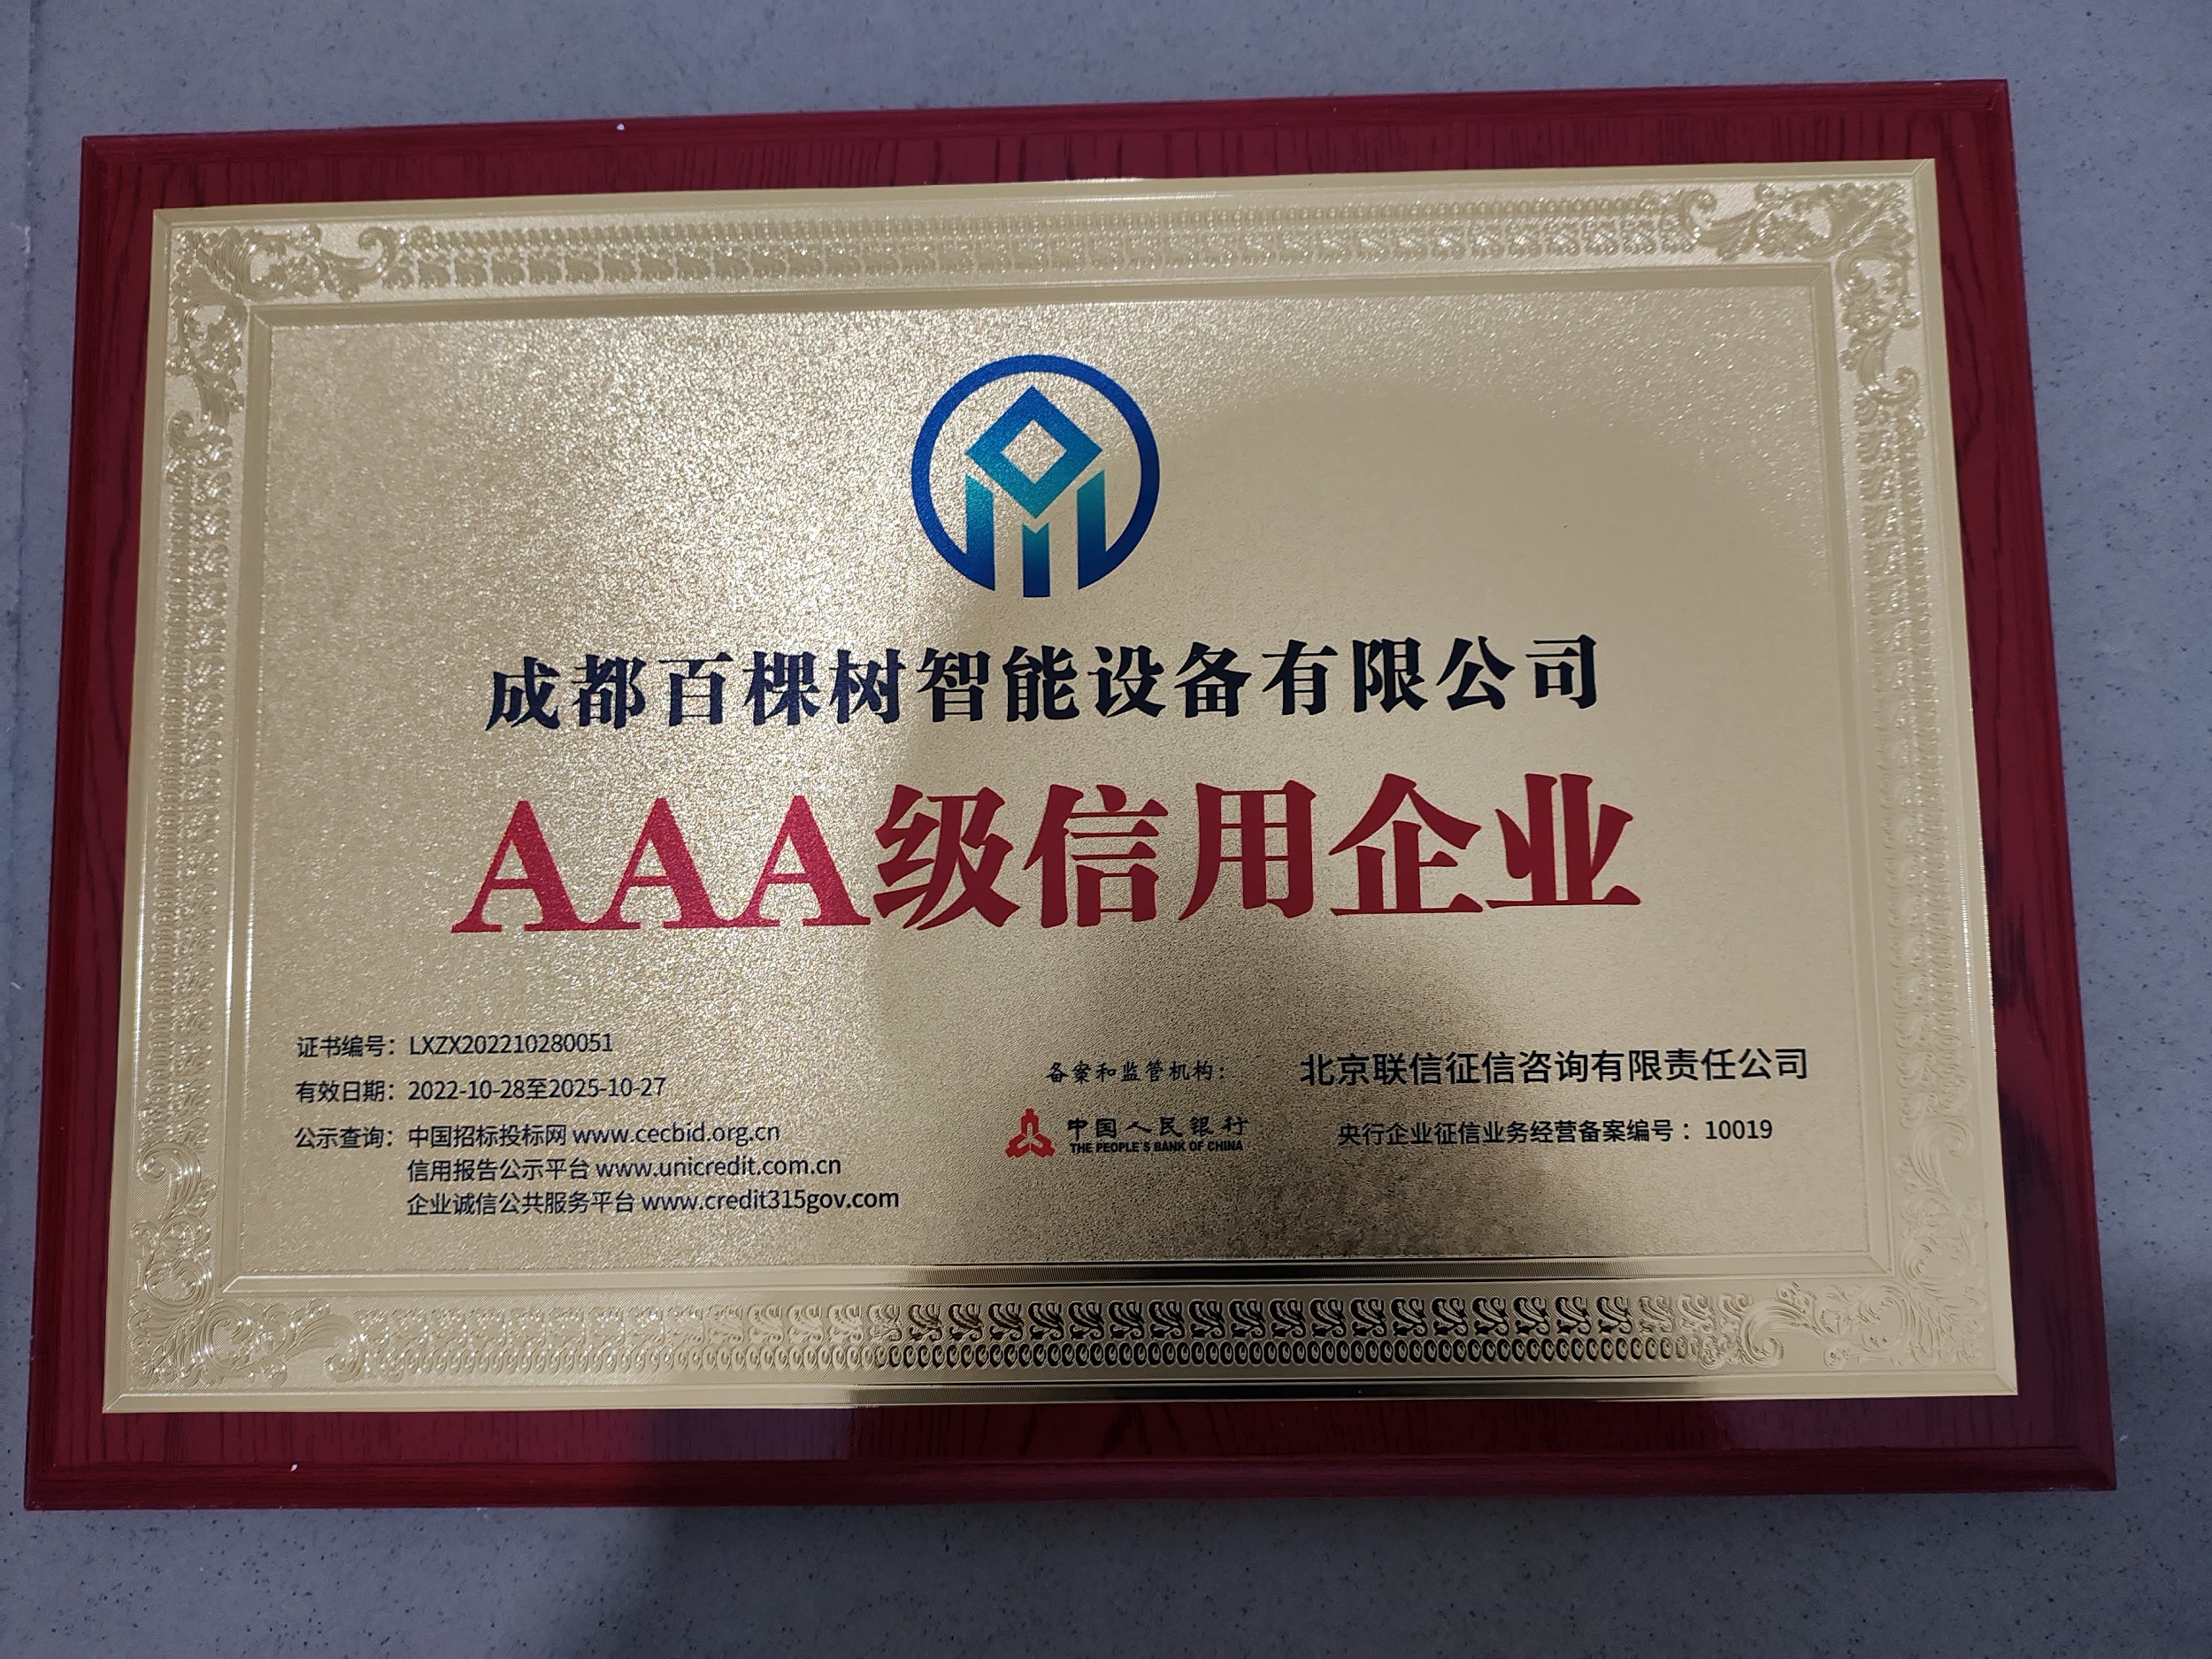 成都百棵树智能设备有限公司
AAA级信用企业
证书编号：LXZX202210280051
有效日期：2022-10-28至2025-10-27
公示查询：中国招标投标网 www.cecbid.org.cn
信用报告公示平台 www.unicredit.com.cn
企业诚信公共服务平台 www.credit315gov.com
备案和监管机构：
中国人民银行
THE PEOPLE'S BANK OF CHINA
北京联信征信咨询有限责任公司
央行企业征信业务经营备案编号：10019